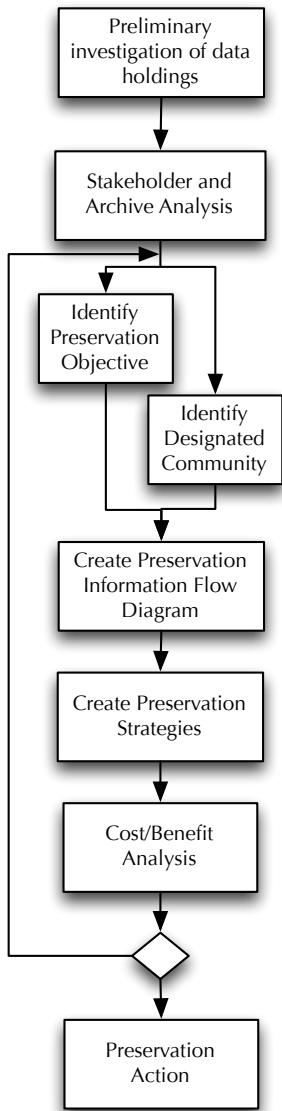 Preliminary
investigation of data
holdings
Stakeholder and
Archive Analysis
Identify
Preservation
Objective
Identify
Designated
Community
Create Preservation
Information Flow
Diagram
Create Preservation
Strategies
Cost/Benefit
Analysis
Preservation
Action